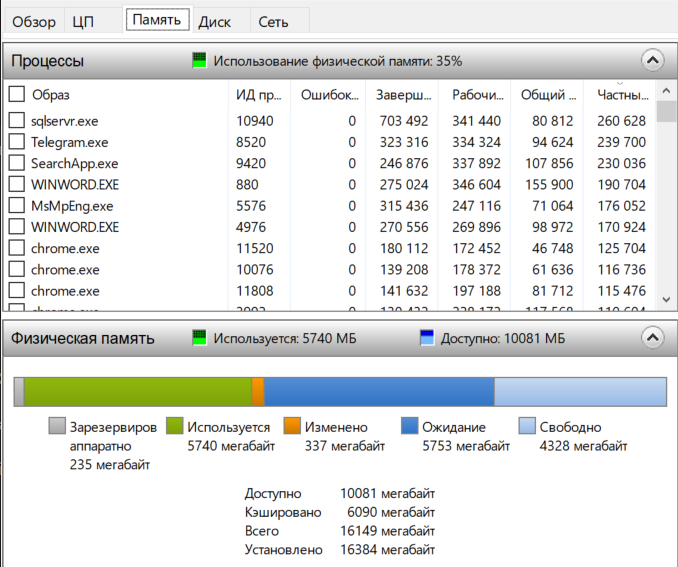 Обзор ЦП Память Диск Сеть
Процессы Использование физической памяти: 35%
Образ ИД пр... Ошибок... Заверш... Рабочи... Общий ... Частны...
sqlservr.exe 10940 0 703 492 341 440 80 812 260 628
Telegram.exe 8520 0 323 316 334 324 94 624 239 700
SearchApp.exe 9420 0 246 876 337 892 107 856 230 036
WINWORD.EXE 880 0 275 024 346 604 155 900 190 704
MsMpEng.exe 5576 0 315 436 247 116 71 064 176 052
WINWORD.EXE 4976 0 270 556 269 896 98 972 170 924
chrome.exe 11520 0 180 112 172 452 46 748 125 704
chrome.exe 10076 0 139 208 178 372 61 636 116 736
chrome.exe 11808 0 141 632 197 188 81 712 115 476
Физическая память Используется: 5740 МБ Доступно: 10081 МБ
Зарезервиров Используется Изменено Ожидание Свободно
аппаратно 5740 мегабайт 337 мегабайт 5753 мегабайт 4328 мегабайт
235 мегабайт
Доступно 10081 мегабайт
Кэшировано 6090 мегабайт
Всего 16149 мегабайт
Установлено 16384 мегабайт